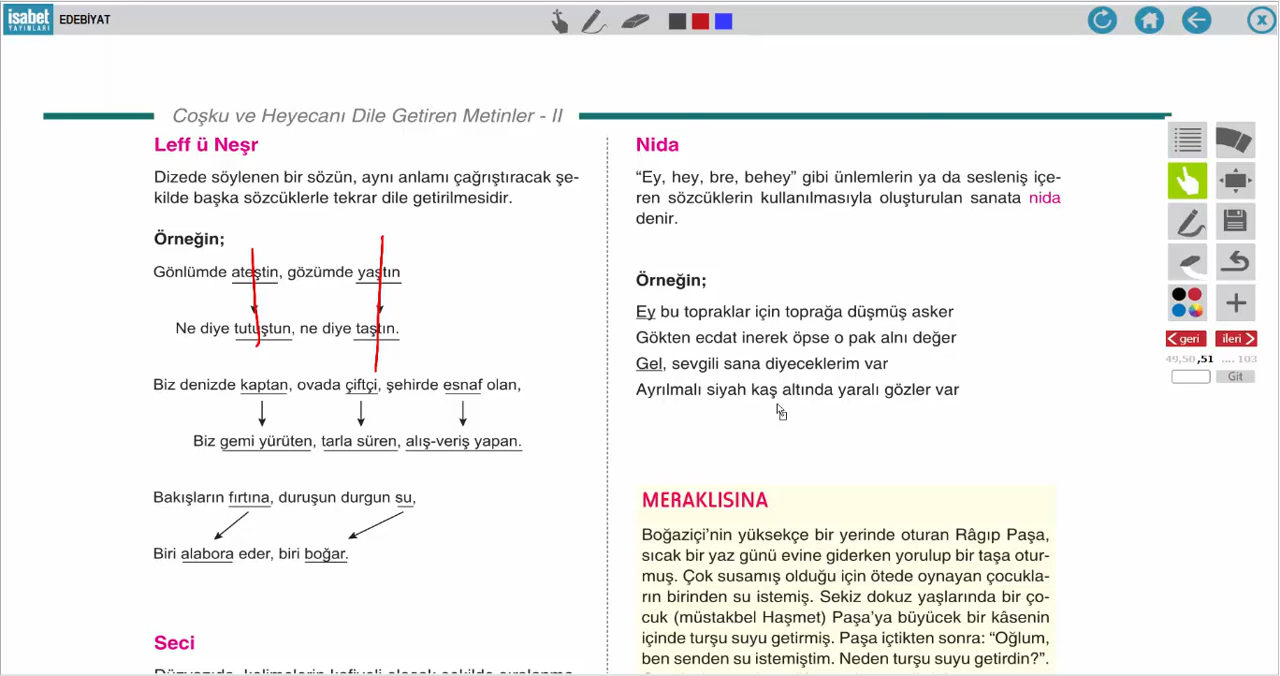 isabet
YAYINLARI
EDEBİYAT
Coşku ve Heyecanı Dile Getiren Metinler - II
Leff ü Neşr
Dizede söylenen bir sözün, aynı anlamı çağrıştıracak şe-
kilde başka sözcüklerle tekrar dile getirilmesidir.
Örneğin;
Gönlümde ateştin, gözümde yaştın
Ne diye tutuştun, ne diye taştın.
Biz denizde kaptan, ovada çiftçi, şehirde esnaf olan,
Biz gemi yürüten, tarla süren, alış-veriş yapan.
Bakışların fırtına, duruşun durgun su,
Biri alabora eder, biri boğar.
Seci
Düzyazıda, kelimelerin kafiyeli olacak şekilde sıralanma-
Nida
“Ey, hey, bre, behey” gibi ünlemlerin ya da sesleniş içe-
ren sözcüklerin kullanılmasıyla oluşturulan sanata nida
denir.
Örneğin;
Ey bu topraklar için toprağa düşmüş asker
Gökten ecdat inerek öpse o pak alnı değer
Gel, sevgili sana diyeceklerim var
Ayrılmalı siyah kaş altında yaralı gözler var
MERAKLISINA
Boğaziçi’nin yüksekçe bir yerinde oturan Râgıp Paşa,
sıcak bir yaz günü evine giderken yorulup bir taşa otur-
muş. Çok susamış olduğu için ötede oynayan çocukla-
rın birinden su istemiş. Sekiz dokuz yaşlarında bir ço-
cuk (müstakbel Haşmet) Paşa’ya büyücek bir kâsenin
içinde turşu suyu getirmiş. Paşa içtikten sonra: “Oğlum,
ben senden su istemiştim. Neden turşu suyu getirdin?”.
geri
ileri
49,50,51 .... 103
Git